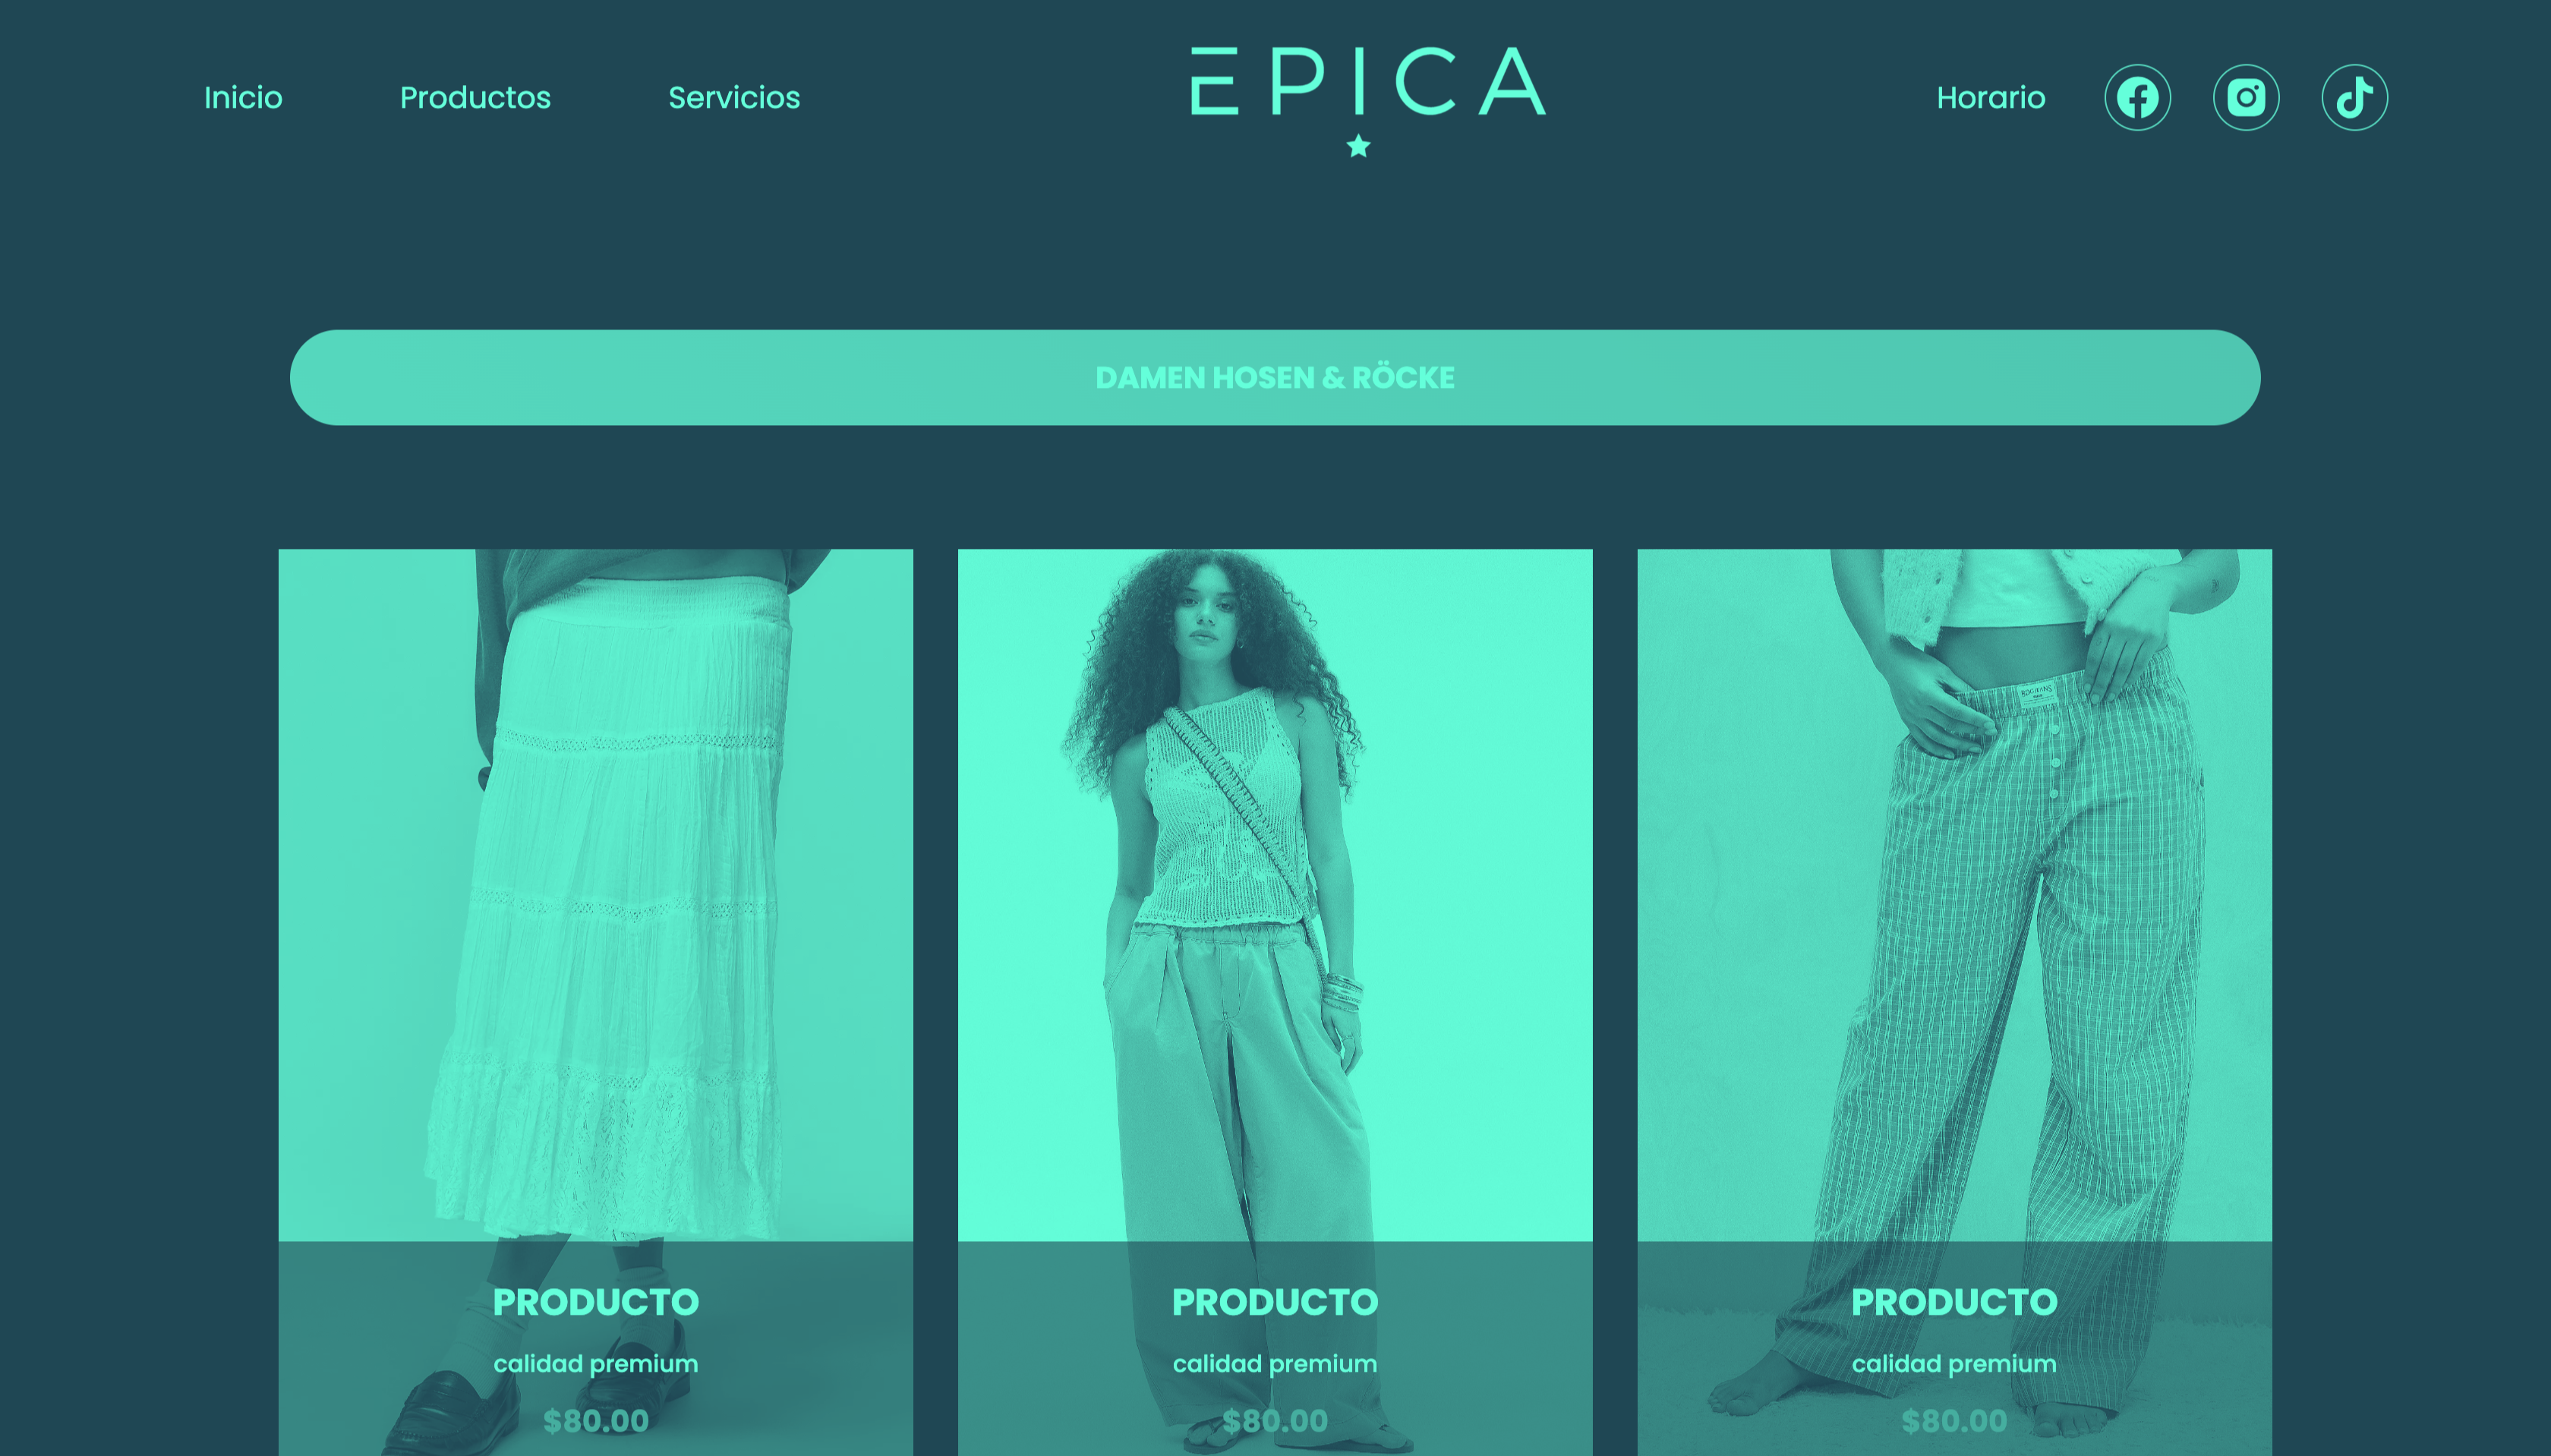 Inicio
Productos
Servicios
EPICA
Horario
DAMEN HOSEN & RÖCKE
PRODUCTO
calidad premium
$80.00
PRODUCTO
calidad premium
$80.00
PRODUCTO
calidad premium
$80.00